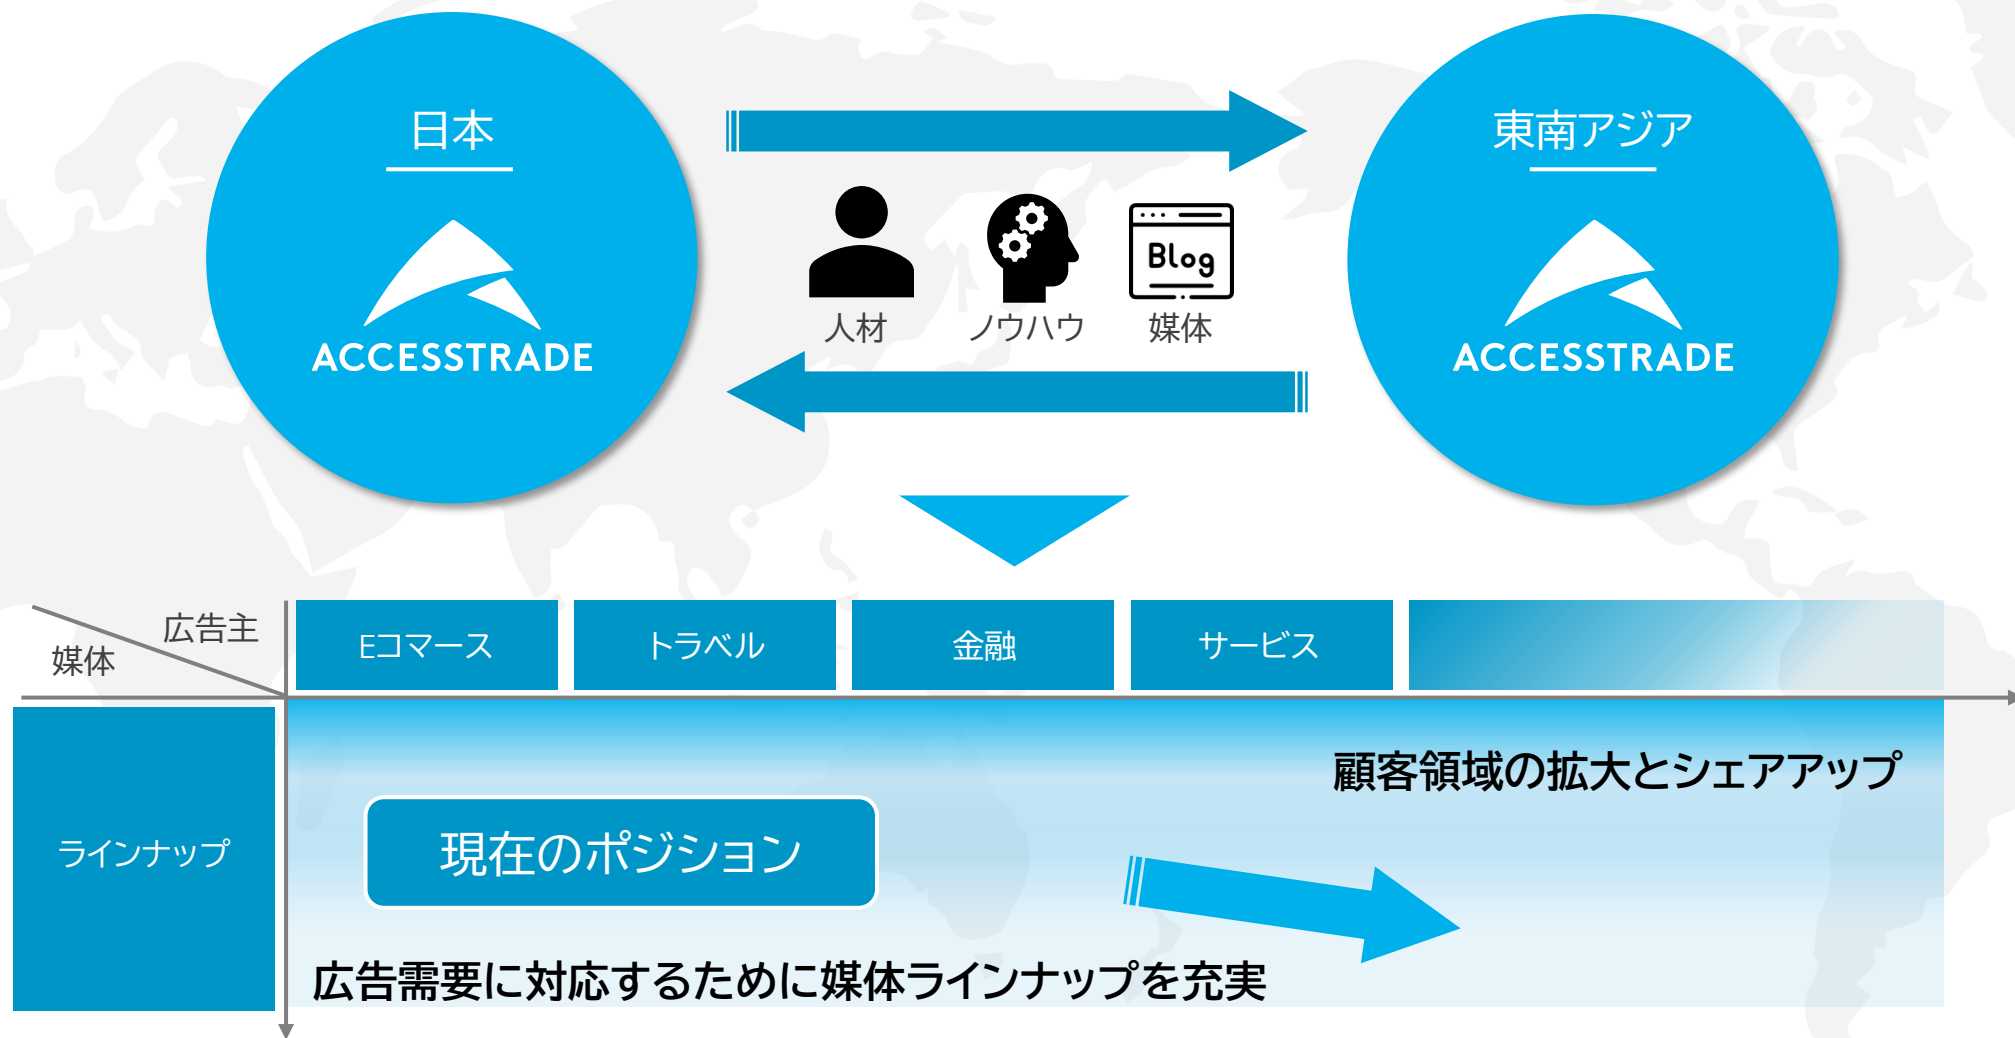 日本
ACCESSTRADE
東南アジア
ACCESSTRADE
Blog
人材
ノウハウ
媒体
広告主
媒体
Eコマース
トラベル
金融
サービス
ラインナップ
顧客領域の拡大とシェアアップ
現在のポジション
広告需要に対応するために媒体ラインナップを充実